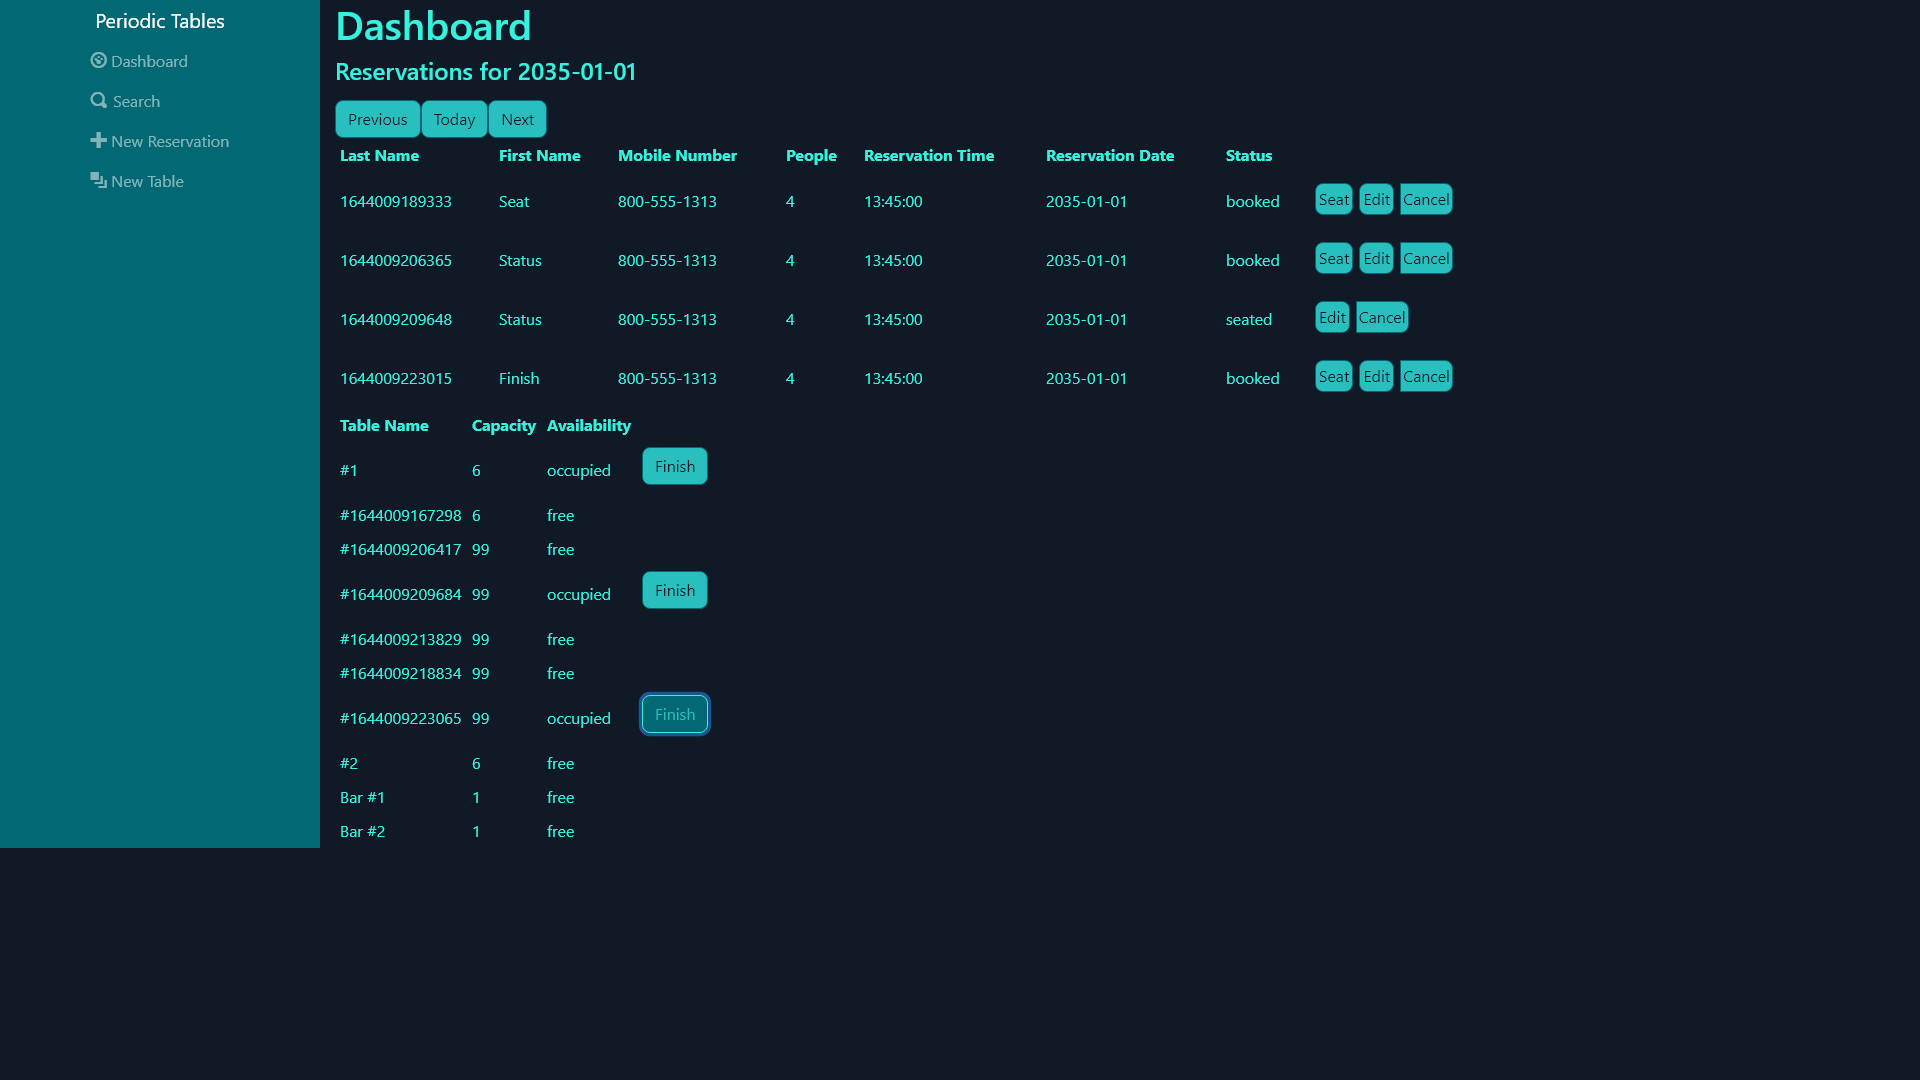 Periodic Tables
Dashboard
Search
New Reservation
New Table
Dashboard
Reservations for 2035-01-01
Previous Today Next
Last Name First Name Mobile Number People Reservation Time Reservation Date Status
1644009189333 Seat 800-555-1313 4 13:45:00 2035-01-01 booked Seat Edit Cancel
1644009206365 Status 800-555-1313 4 13:45:00 2035-01-01 booked Seat Edit Cancel
1644009209648 Status 800-555-1313 4 13:45:00 2035-01-01 seated Edit Cancel
1644009223015 Finish 800-555-1313 4 13:45:00 2035-01-01 booked Seat Edit Cancel
Table Name Capacity Availability
#1 6 occupied Finish
#1644009167298 6 free
#1644009206417 99 free
#1644009209684 99 occupied Finish
#1644009213829 99 free
#1644009218834 99 free
#1644009223065 99 occupied Finish
#2 6 free
Bar #1 1 free
Bar #2 1 free